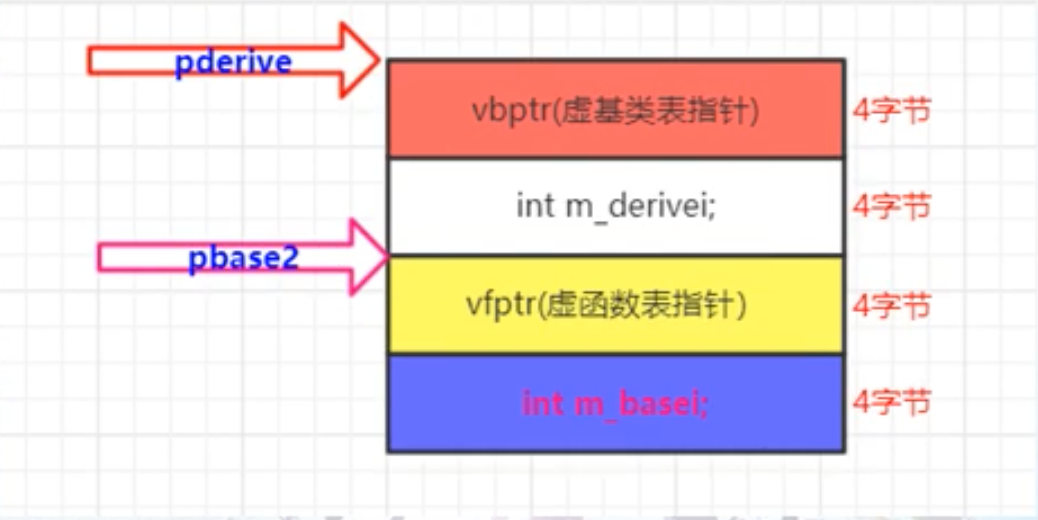 pderive
vbptr(虚基类表指针)
4字节
int m_derivei;
4字节
pbase2
vfptr(虚函数表指针)
4字节
int m_basei;
4字节